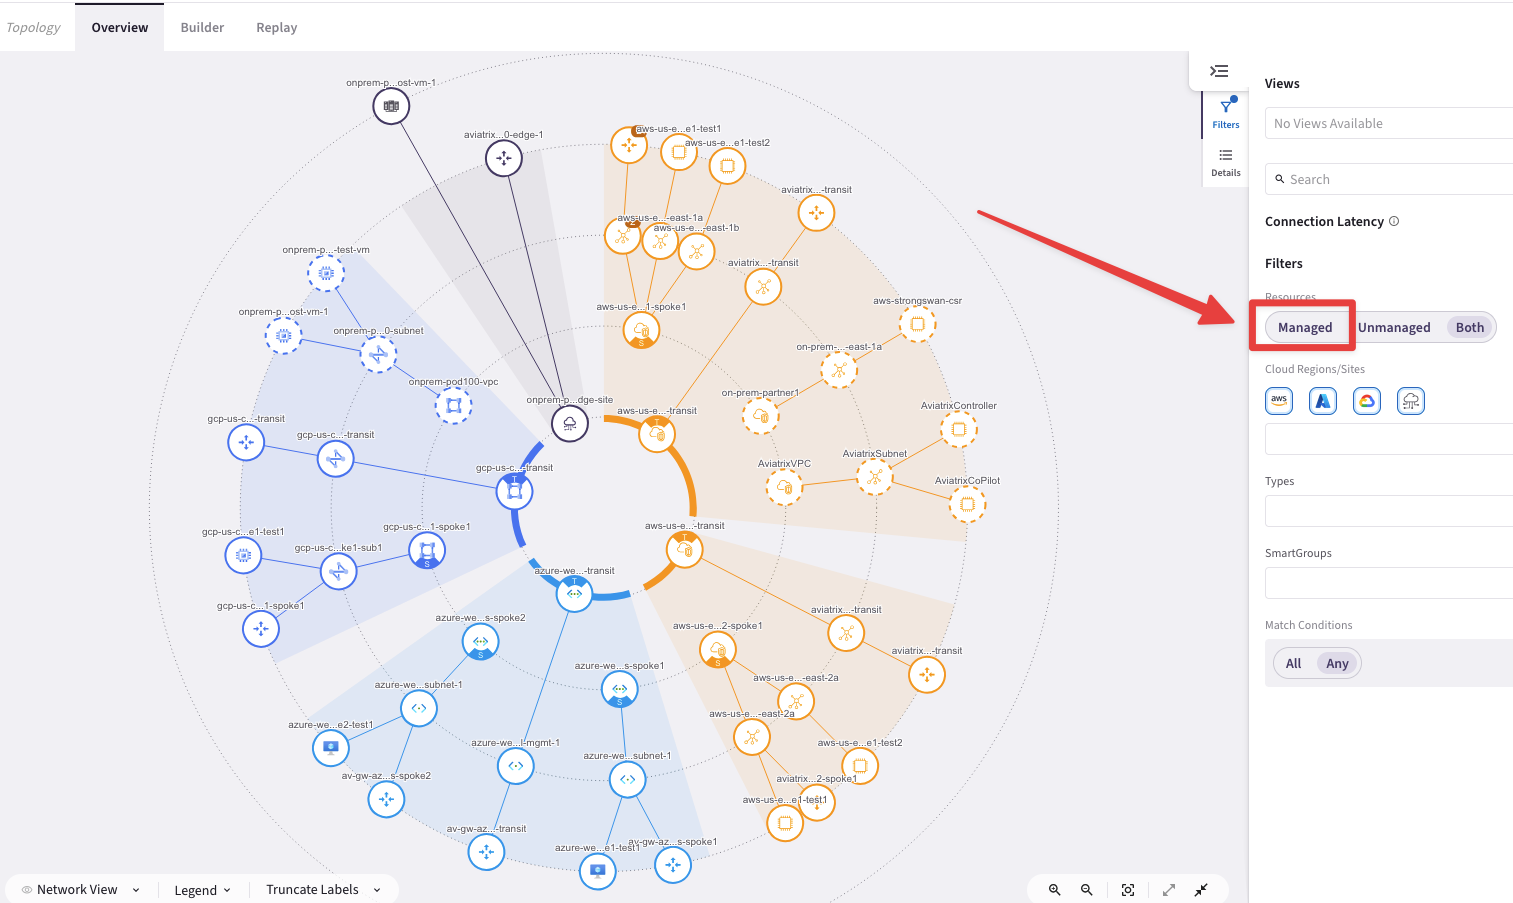 Topology
Overview
Builder
Replay
onprem-p...ost-vm-1
aviatrix...0-edge-1
aws-us-e...e1-test1
aws-us-e...e1-test2
aviatrix...-transit
aws-us-e...-east-1a
aws-us-e...-east-1b
onprem-p...-test-vm
aviatrix...-transit
aws-us-e...1-spoke1
S
aws-strongswan-csr
onprem-p...ost-vm-1
onprem-p...0-subnet
on-prem-...-east-1a
onprem-pod100-vpc
on-prem-partner1
onprem-p...dge-site
aws-us-e...-transit
T
AviatrixController
gcp-us-c...-transit
gcp-us-c...-transit
AviatrixSubnet
AviatrixVPC
gcp-us-c...-transit
T
AviatrixCoPilot
gcp-us-c...e1-test1
gcp-us-c...1-spoke1
S
aws-us-e...-transit
T
gcp-us-c...ke1-sub1
azure-we...-transit
T
gcp-us-c...1-spoke1
azure-we...s-spoke2
S
aviatrix...-transit
aws-us-e...2-spoke1
S
azure-we...s-spoke1
S
aviatrix...-transit
azure-we...subnet-1
aws-us-e...-east-2a
aws-us-e...-east-2a
azure-we...e2-test1
azure-we...l-mgmt-1
azure-we...subnet-1
aws-us-e...e1-test2
av-gw-az...s-spoke2
aviatrix...2-spoke1
aws-us-e...e1-test1
av-gw-az...-transit
azure-we...e1-test1
av-gw-az...s-spoke1
Network View
Legend
Truncate Labels
Filters
Details
Views
No Views Available
Search
Connection Latency
Filters
Resources
Managed
Unmanaged
Both
Cloud Regions/Sites
aws
Types
SmartGroups
Match Conditions
All
Any